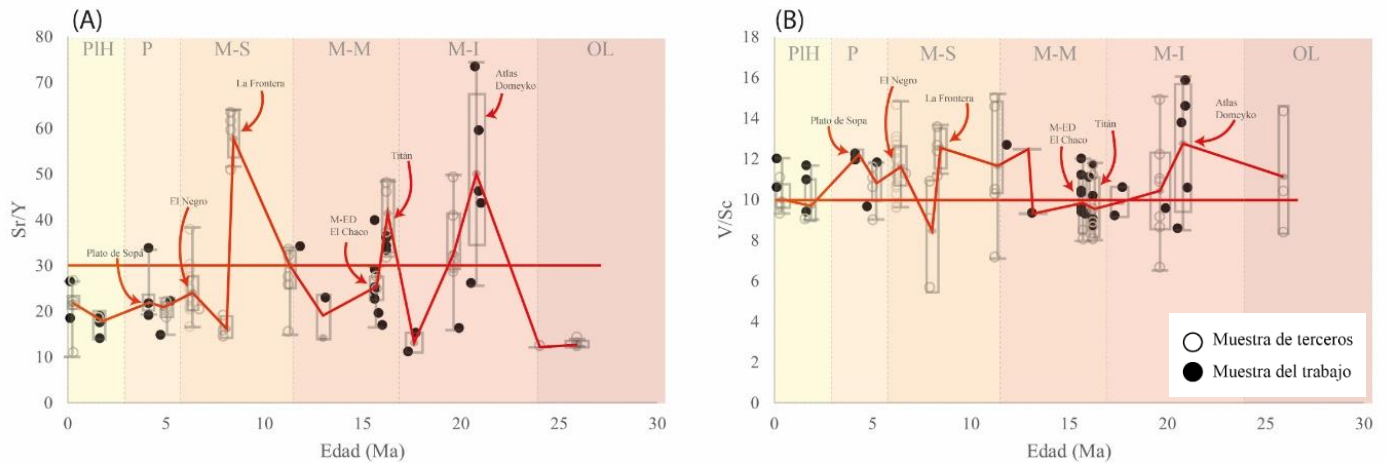 (A)
80
70
60
50
40
30
20
10
0
Sr/Y
PlH P M-S M-M M-I OL
La Frontera
Atlas
Domeyko
Titán
El Negro
M-ED
El Chaco
Plato de Sopa
0 5 10 15 20 25 30
Edad (Ma)
(B)
18
16
14
12
10
8
6
4
2
0
V/Sc
PlH P M-S M-M M-I OL
El Negro
La Frontera
Plato de Sopa
M-ED
El Chaco
Titán
Atlas
Domeyko
Muestra de terceros
Muestra del trabajo
0 5 10 15 20 25 30
Edad (Ma)